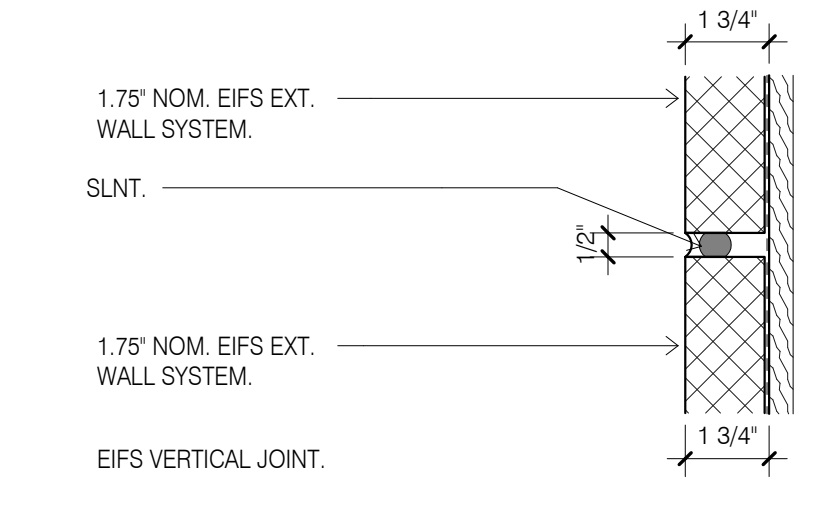 1 3/4"
1.75" NOM. EIFS EXT.
WALL SYSTEM.
SLNT.
1/2"
1.75" NOM. EIFS EXT.
WALL SYSTEM.
1 3/4"
EIFS VERTICAL JOINT.